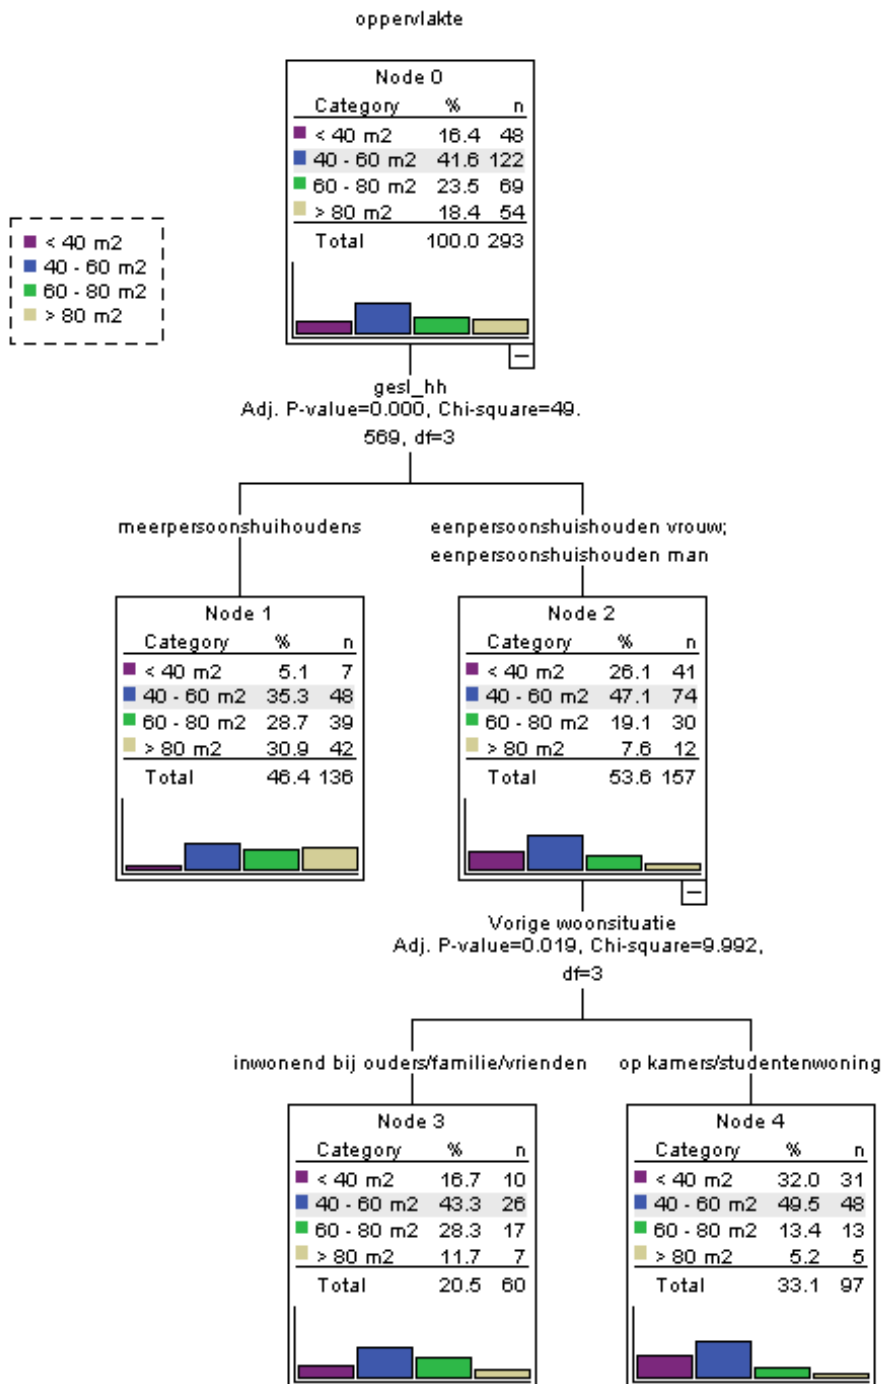 oppervlakte
Node 0
Category % n
< 40 m2 16.4 48
40 - 60 m2 41.6 122
60 - 80 m2 23.5 69
> 80 m2 18.4 54
Total 100.0 293
< 40 m2
40 - 60 m2
60 - 80 m2
> 80 m2
gesl_hh
Adj. P-value=0.000, Chi-square=49.
569, df=3
meerpersoonshuihoudens
eenpersoonshuishouden vrouw;
eenpersoonshuishouden man
Node 1
Category % n
< 40 m2 5.1 7
40 - 60 m2 35.3 48
60 - 80 m2 28.7 39
> 80 m2 30.9 42
Total 46.4 136
Node 2
Category % n
< 40 m2 26.1 41
40 - 60 m2 47.1 74
60 - 80 m2 19.1 30
> 80 m2 7.6 12
Total 53.6 157
Vorige woonsituatie
Adj. P-value=0.019, Chi-square=9.992,
df=3
inwonend bij ouders/familie/vrienden
op kamers/studentenwoning
Node 3
Category % n
< 40 m2 16.7 10
40 - 60 m2 43.3 26
60 - 80 m2 28.3 17
> 80 m2 11.7 7
Total 20.5 60
Node 4
Category % n
< 40 m2 32.0 31
40 - 60 m2 49.5 48
60 - 80 m2 13.4 13
> 80 m2 5.2 5
Total 33.1 97